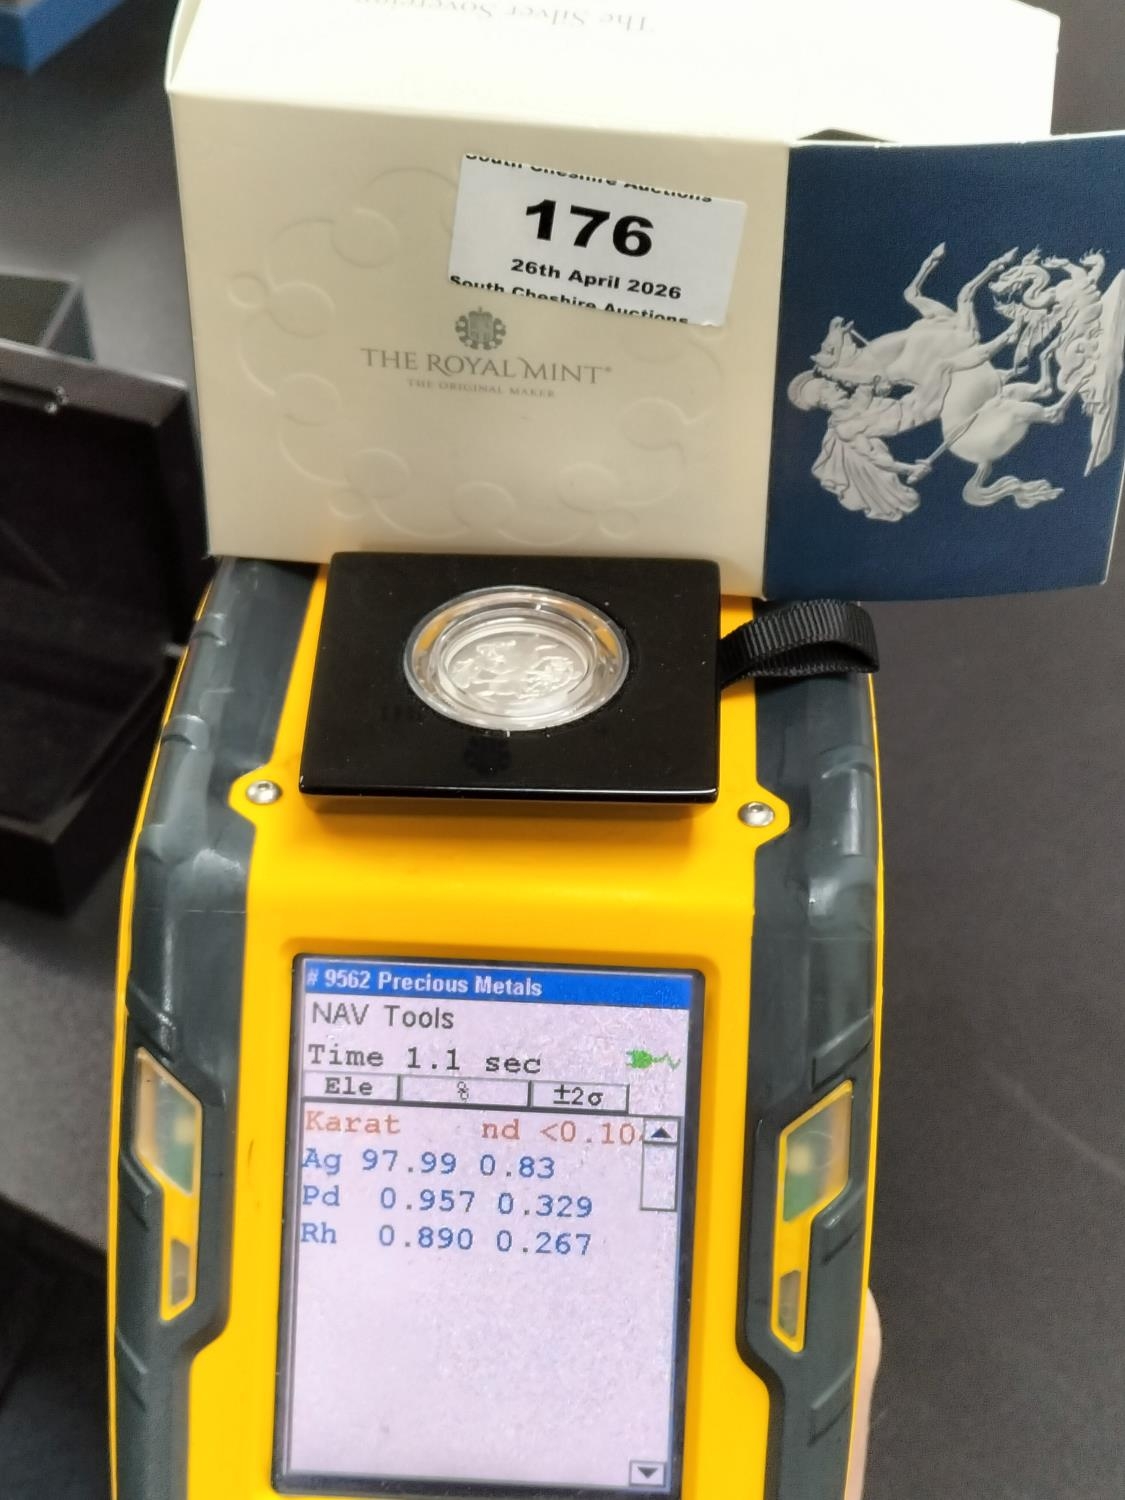 The Silver Sovereign
South Cheshire Auctions
176
26th April 2026
South Cheshire Auctions
THE ROYAL MINT®
THE ORIGINAL MAKER
# 9562 Precious Metals
NAV Tools
Time 1.1 sec
Ele % ±2σ
Karat nd <0.10
Ag 97.99 0.83
Pd 0.957 0.329
Rh 0.890 0.267